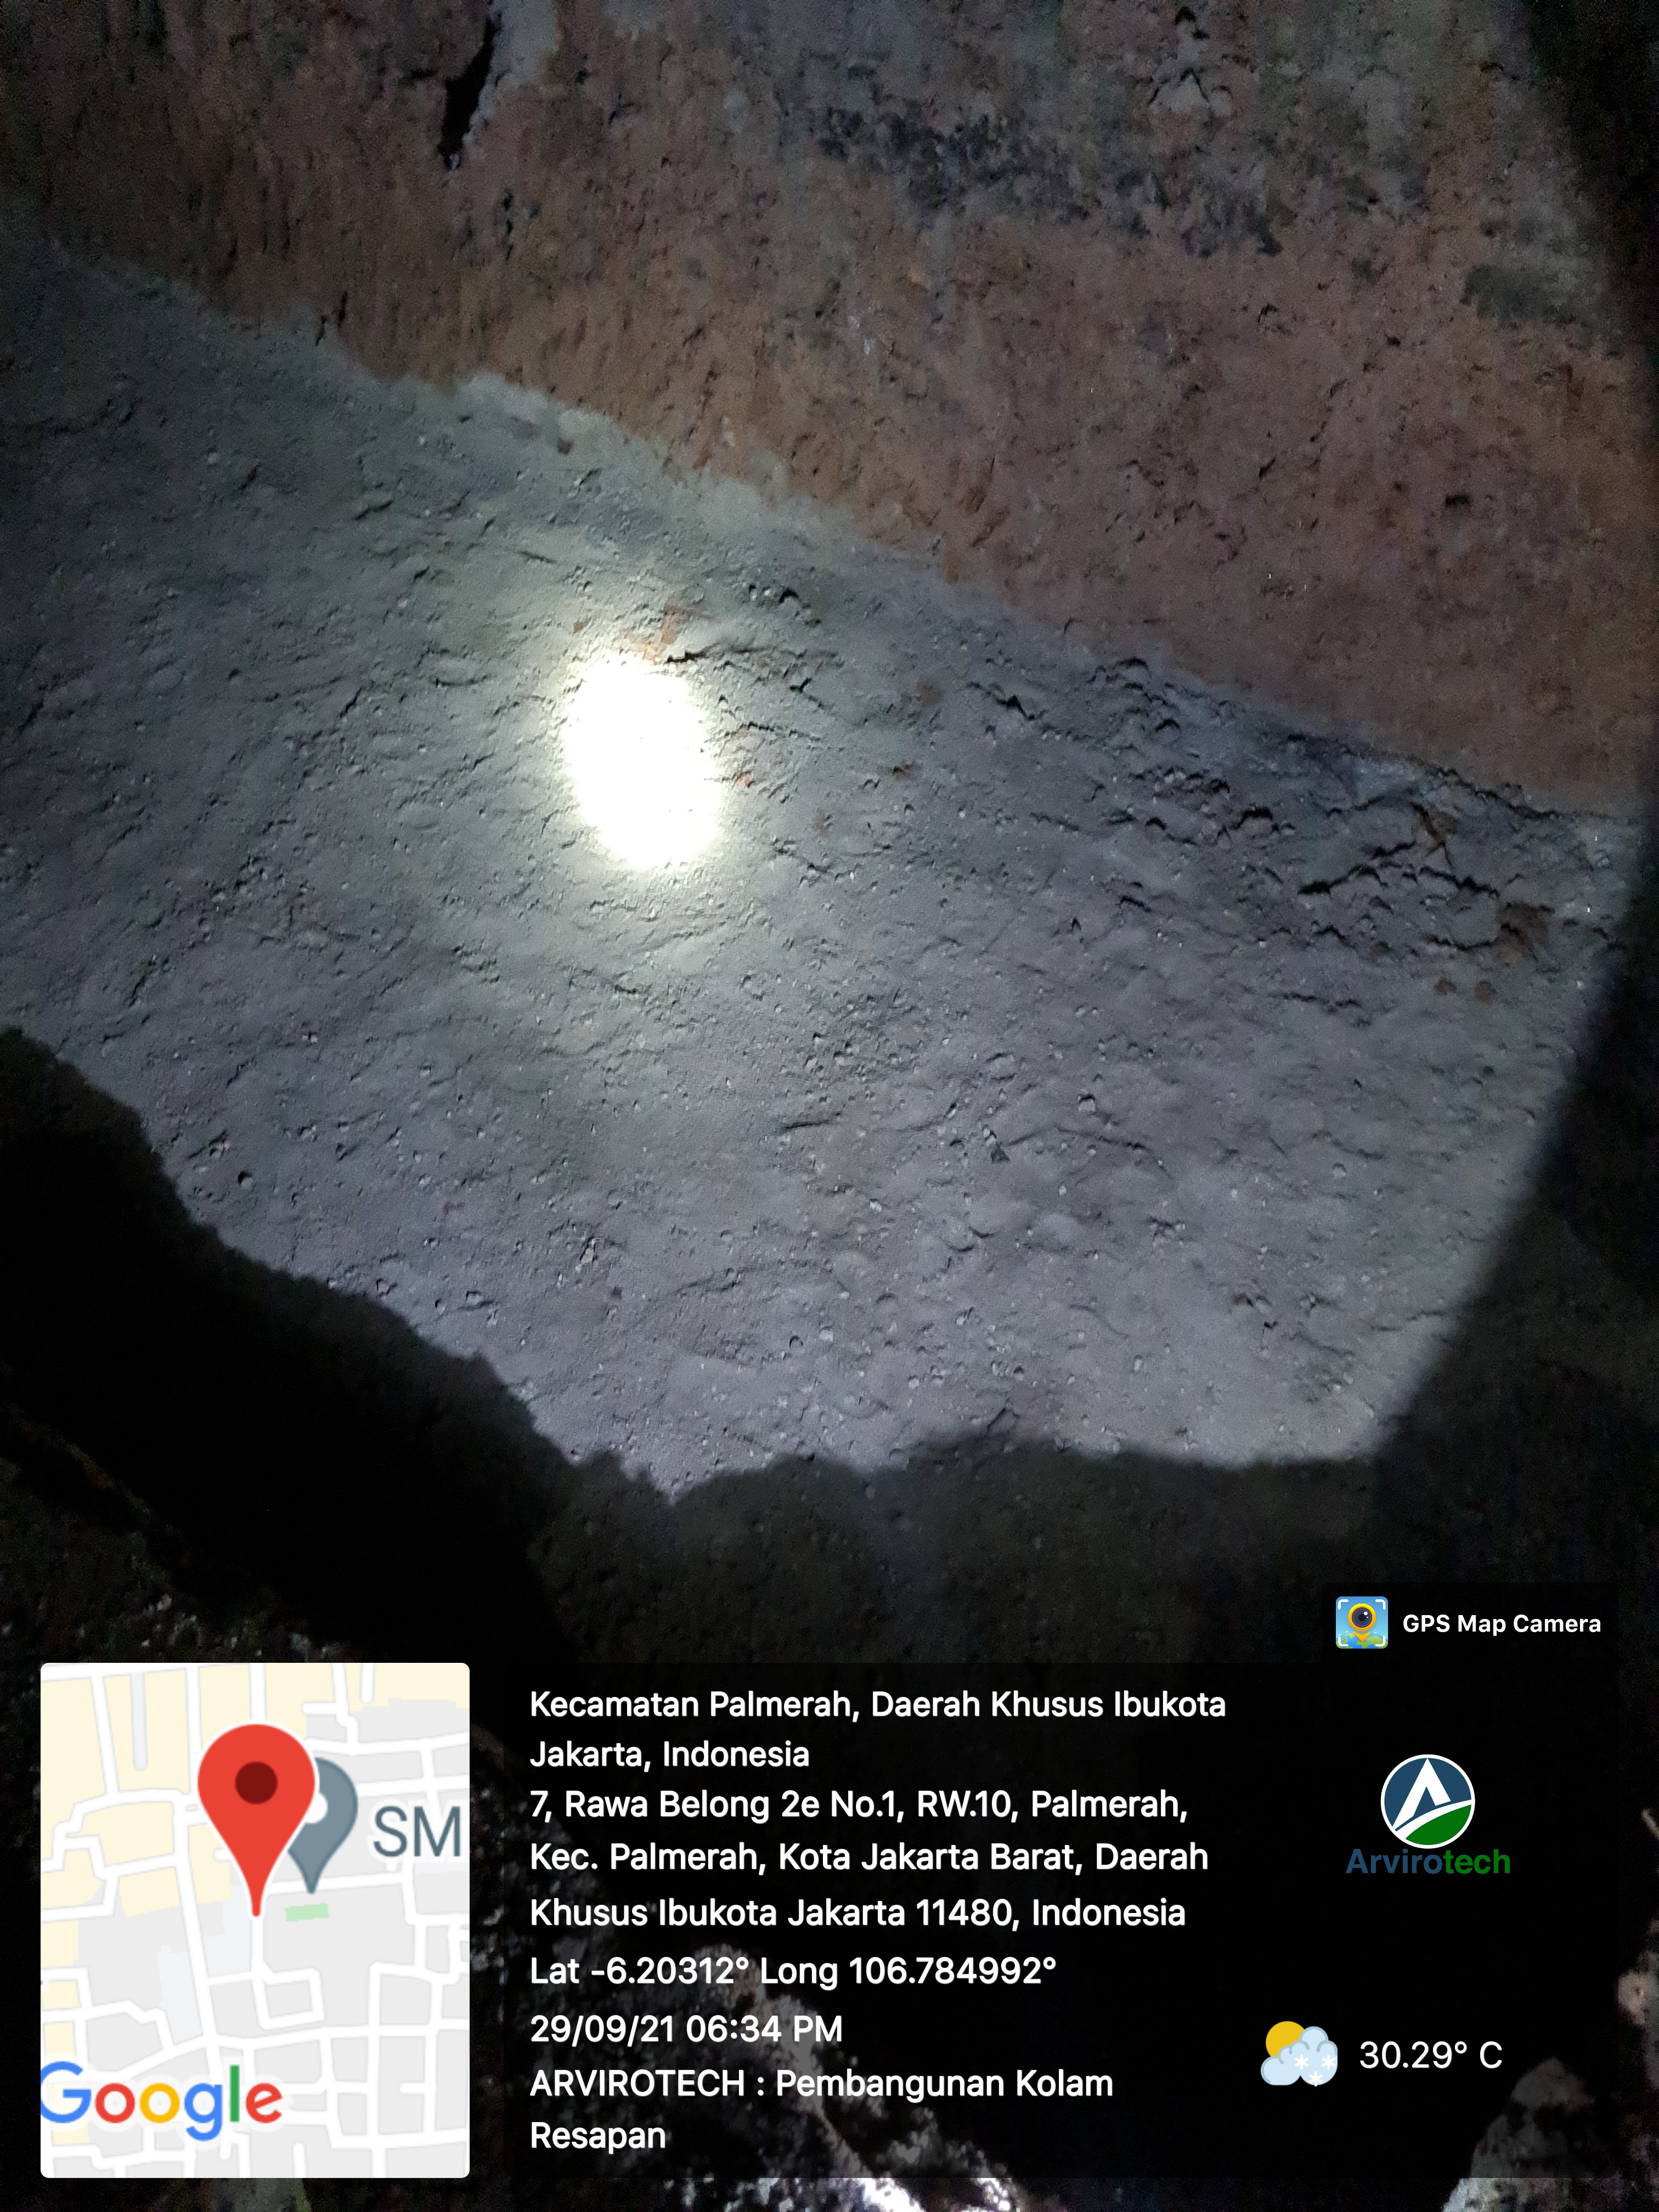 GPS Map Camera
Kecamatan Palmerah, Daerah Khusus Ibukota
Jakarta, Indonesia
7, Rawa Belong 2e No.1, RW.10, Palmerah,
Kec. Palmerah, Kota Jakarta Barat, Daerah
Khusus Ibukota Jakarta 11480, Indonesia
Lat -6.20312° Long 106.784992°
29/09/21 06:34 PM
ARVIROTECH : Pembangunan Kolam
Resapan
SM
Google
Arvirotech
30.29° C